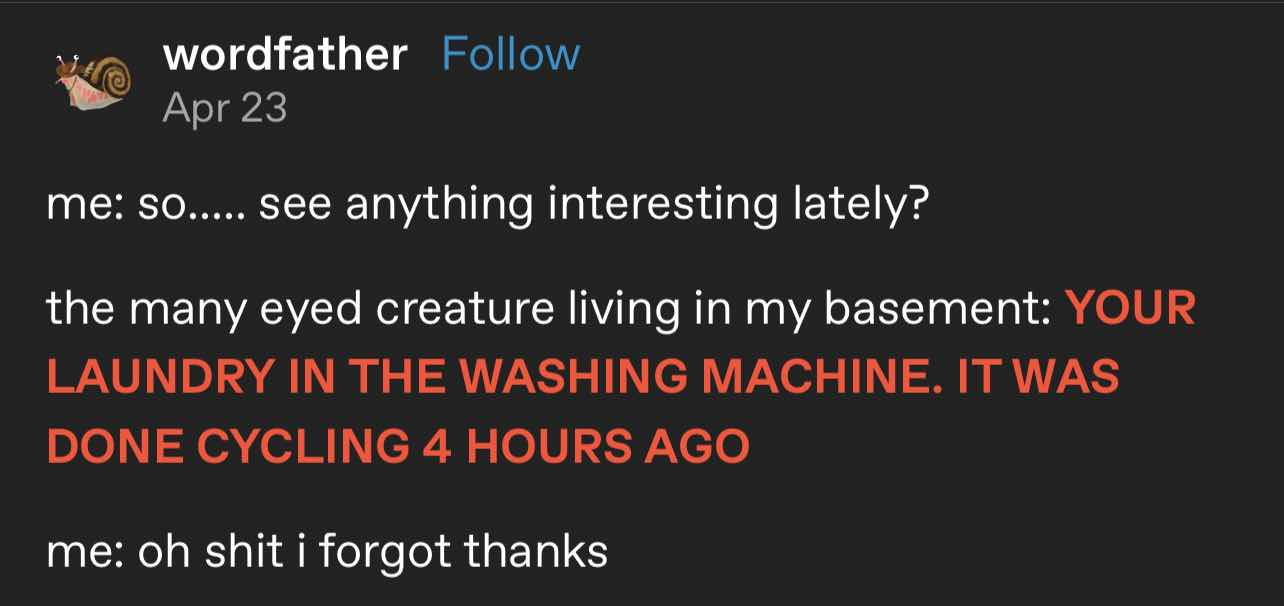 wordfather Follow
Apr 23
me: so..... see anything interesting lately?
the many eyed creature living in my basement: YOUR
LAUNDRY IN THE WASHING MACHINE. IT WAS
DONE CYCLING 4 HOURS AGO
me: oh shit i forgot thanks